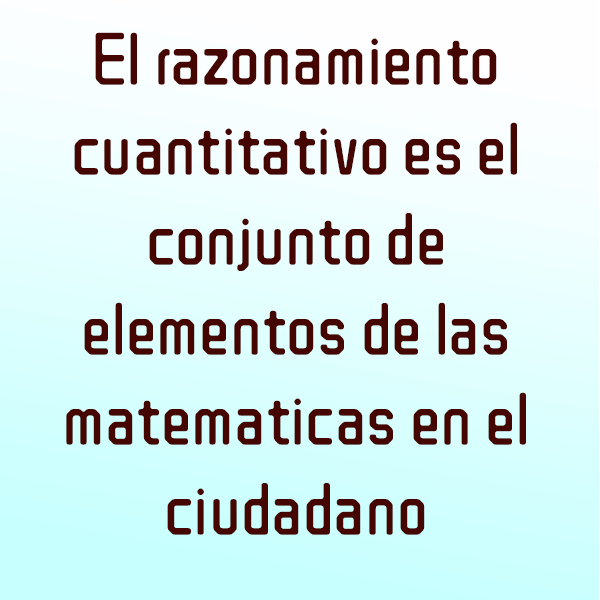 El razonamiento
cuantitativo es el
conjunto de
elementos de las
matematicas en el
ciudadano